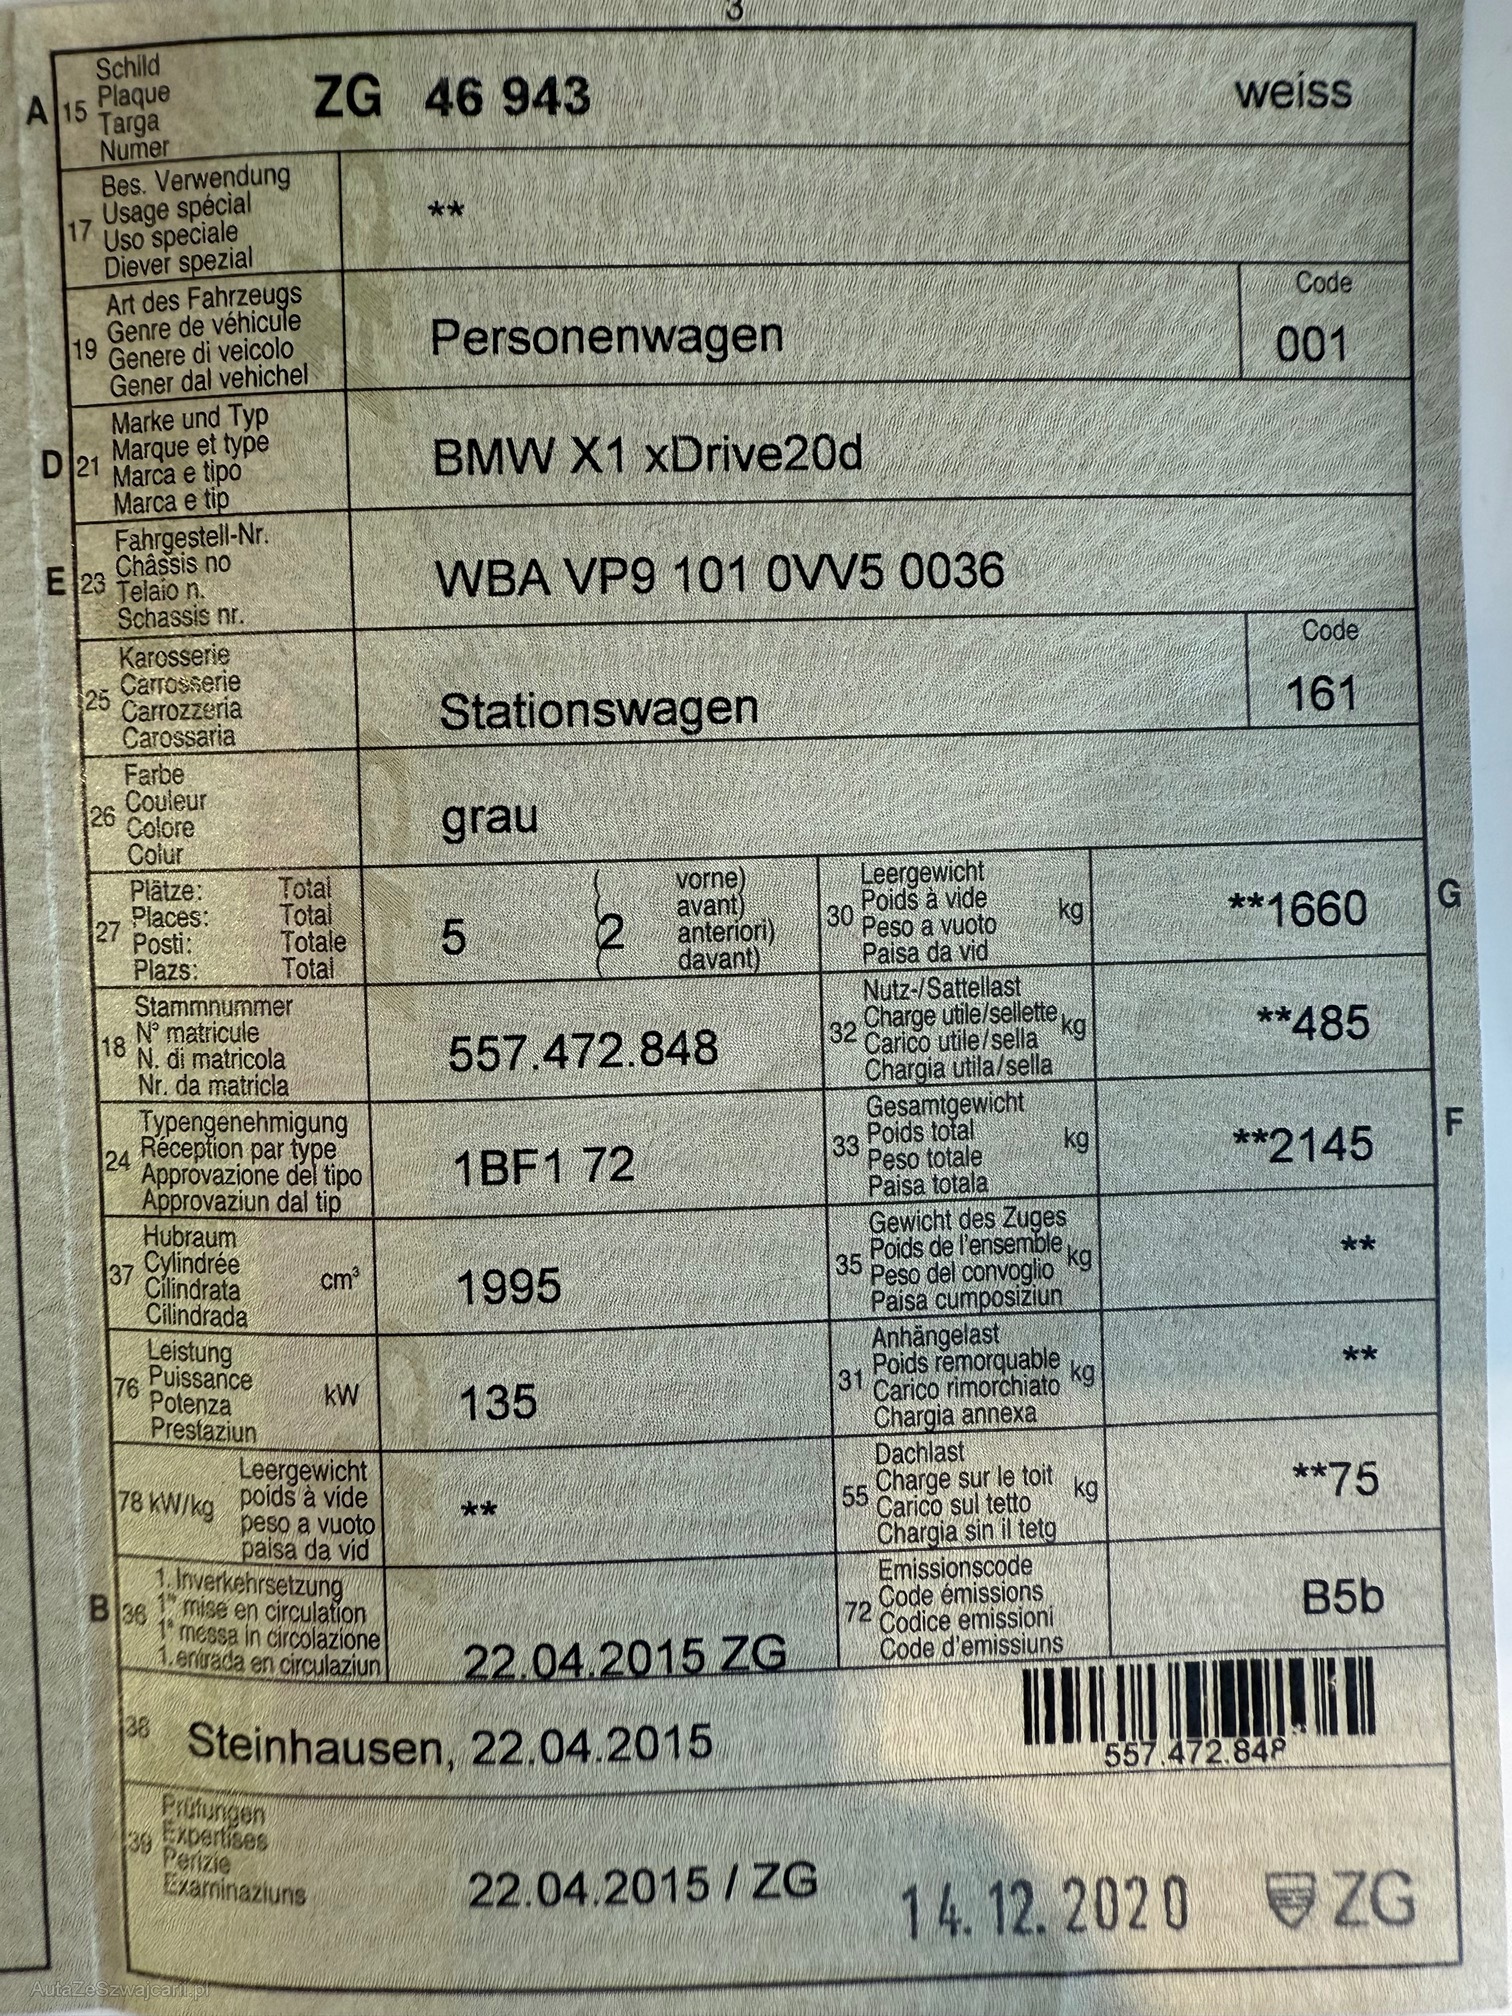 3
A 15 Schild
Plaque
Targa
Numer
ZG 46 943 weiss
17 Bes. Verwendung
Usage spécial
Uso speciale
Diever spezial
**
19 Art des Fahrzeugs
Genre de véhicule
Genere di veicolo
Gener dal vehichel
Personenwagen
Code
001
D 21 Marke und Typ
Marque et type
Marca e tipo
Marca e tip
BMW X1 xDrive20d
E 23 Fahrgestell-Nr.
Châssis no
Telaio n.
Schassis nr.
WBA VP9 101 0VV5 0036
25 Karosserie
Carrosserie
Carrozzeria
Carossaria
Stationswagen
Code
161
26 Farbe
Couleur
Colore
Colur
grau
27 Plätze: Total
Places: Total
Posti: Totale
Plazs: Total
5 ( 2 vorne)
avant)
anteriori)
davant)
30 Leergewicht
Poids à vide
Peso a vuoto
Paisa da vid
kg
**1660
G
18 Stammnummer
N° matricule
N. di matricola
Nr. da matricla
557.472.848
32 Nutz-/Sattellast
Charge utile/sellette
Carico utile/sella
Chargia utila/sella
kg
**485
24 Typengenehmigung
Réception par type
Approvazione del tipo
Approvaziun dal tip
1BF1 72
33 Gesamtgewicht
Poids total
Peso totale
Paisa totala
kg
**2145
F
37 Hubraum
Cylindrée
Cilindrata
Cilindrada
cm³
1995
35 Gewicht des Zuges
Poids de l'ensemble
Peso del convoglio
Paisa cumposiziun
kg
**
76 Leistung
Puissance
Potenza
Prestaziun
kW
135
31 Anhängelast
Poids remorquable
Carico rimorchiato
Chargia annexa
kg
**
78 kW/kg Leergewicht
poids à vide
peso a vuoto
paisa da vid
**
55 Dachlast
Charge sur le toit
Carico sul tetto
Chargia sin il tetg
kg
**75
B 36 1. Inverkehrsetzung
1re mise en circulation
1a messa in circolazione
1. entrada en circulaziun
22.04.2015 ZG
72 Emissionscode
Code émissions
Codice emissioni
Code d'emissiuns
B5b
38 Steinhausen, 22.04.2015
557.472.848
39 Prüfungen
Expertises
Perizie
Examinaziuns
22.04.2015 / ZG
14.12.2020 ZG
AutaZeSzwajcarii.pl